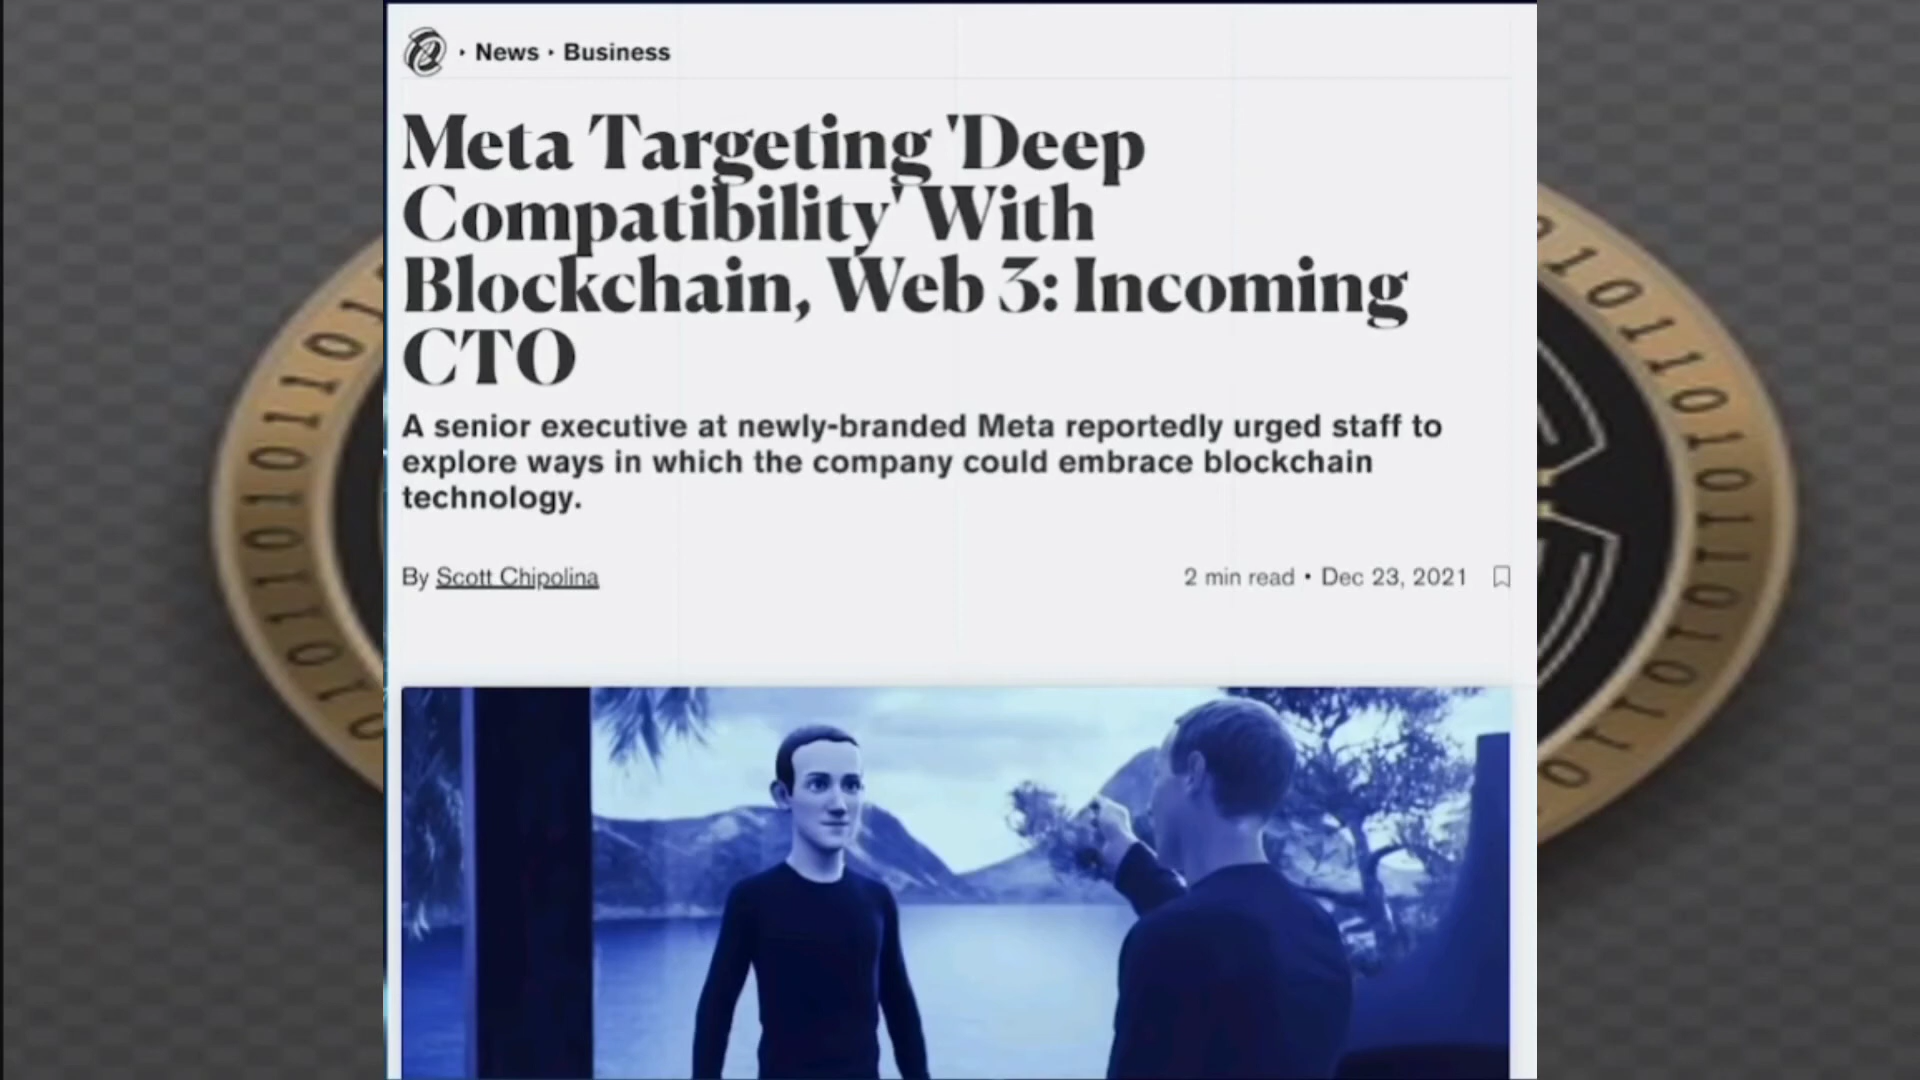 · News · Business
Meta Targeting 'Deep
Compatibility' With
Blockchain, Web 3: Incoming
CTO
A senior executive at newly-branded Meta reportedly urged staff to
explore ways in which the company could embrace blockchain
technology.
By Scott Chipolina
2 min read • Dec 23, 2021